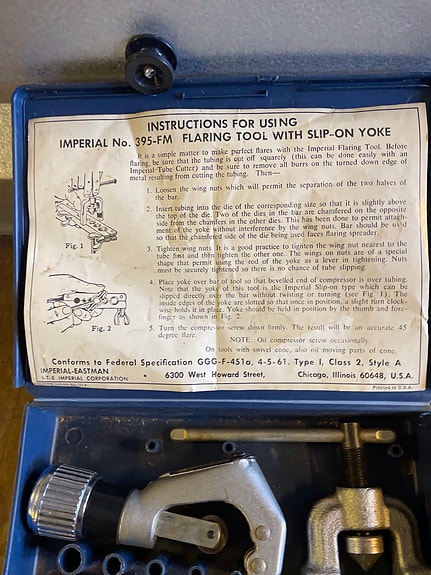 INSTRUCTIONS FOR USING
IMPERIAL No. 395-FM FLARING TOOL WITH SLIP-ON YOKE
It is a simple matter to make perfect flares with the Imperial Flaring Tool. Before
flaring, be sure that the tubing is cut off squarely (this can be done easily with an
Imperial Tube Cutter) and be sure to remove all burrs on the turned down edge of
metal resulting from cutting the tubing. Then—
1. Loosen the wing nuts which will permit the separation of the two halves of
the bar.
2. Insert tubing into the die of the corresponding size so that it is slightly above
the top of the die. Two of the dies in the bar are chamfered on the opposite
side from the chamfers in the other dies. This has been done to permit attach-
ment of the yoke without interference by the wing nuts. Bar should be used
so that the chamfered side of the die being used faces flaring spreader.
Fig. 1
3. Tighten wing nuts. It is a good practice to tighten the wing nut nearest to the
tube first and then tighten the other one. The wings on nuts are of a special
shape that permit using the rod of the yoke as a lever in tightening. Nuts
must be securely tightened so there is no chance of tube slipping.
4. Place yoke over bar of tool so that bevelled end of compressor is over tubing.
Note that the yoke of this tool is the Imperial Slip-on type which can be
slipped directly over the bar without twisting or turning (see Fig. 1). The
inside edges of the yoke are slotted so that once in position, a slight turn clock-
wise holds it in place. Yoke should be held in position by the thumb and fore-
finger as shown in Fig. 2.
Fig. 2
5. Turn the compressor screw down firmly. The result will be an accurate 45
degree flare.
NOTE: Oil compressor screw occasionally.
On tools with swivel cone, also oil moving parts of cone.
Conforms to Federal Specification GGG-F-451a, 4-5-61. Type I, Class 2, Style A
IMPERIAL-EASTMAN
I-T-E IMPERIAL CORPORATION • 6300 West Howard Street, Chicago, Illinois 60648, U.S.A.
Printed in U.S.A.